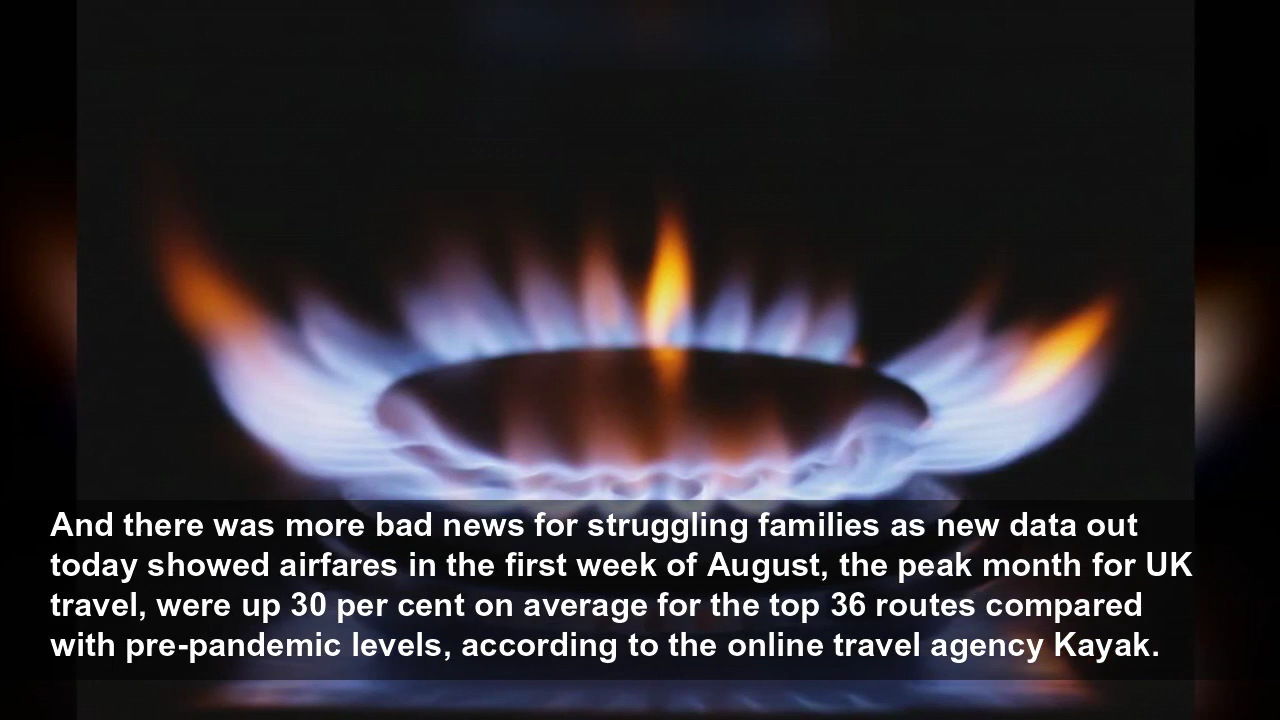 And there was more bad news for struggling families as new data out
today showed airfares in the first week of August, the peak month for UK
travel, were up 30 per cent on average for the top 36 routes compared
with pre-pandemic levels, according to the online travel agency Kayak.